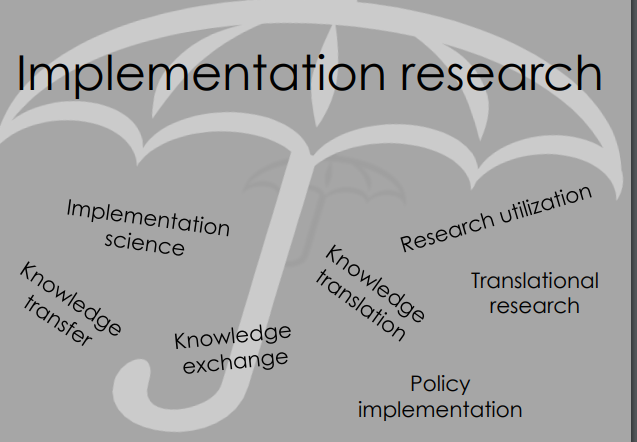 Implementation research
Implementation
science
Research utilization
Knowledge
transfer
Knowledge
translation
Translational
research
Knowledge
exchange
Policy
implementation